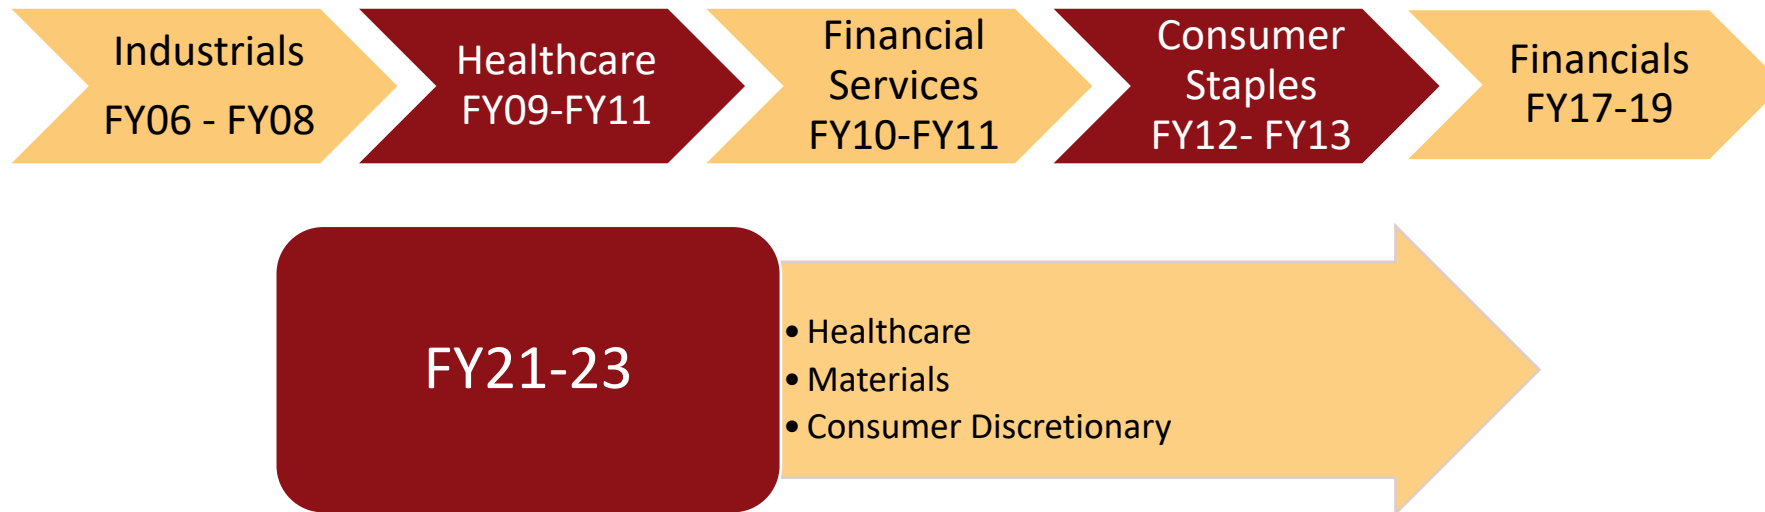 Industrials
FY06 - FY08
Healthcare
FY09-FY11
Financial
Services
FY10-FY11
Consumer
Staples
FY12- FY13
Financials
FY17-19
FY21-23
• Healthcare
• Materials
• Consumer Discretionary